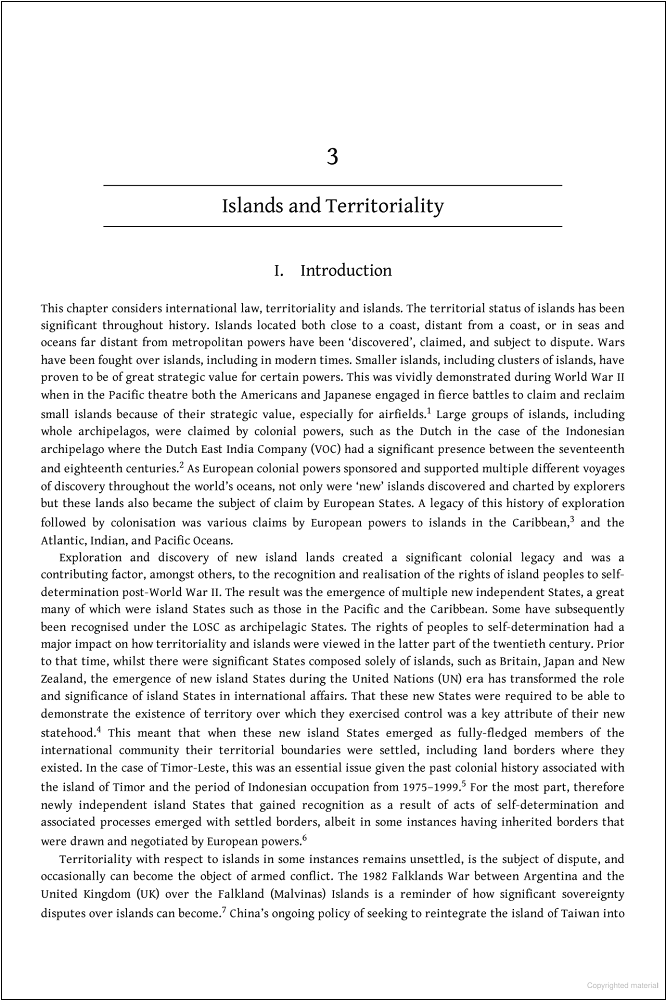 3
Islands and Territoriality
I. Introduction
This chapter considers international law, territoriality and islands. The territorial status of islands has been
significant throughout history. Islands located both close to a coast, distant from a coast, or in seas and
oceans far distant from metropolitan powers have been ‘discovered’, claimed, and subject to dispute. Wars
have been fought over islands, including in modern times. Smaller islands, including clusters of islands, have
proven to be of great strategic value for certain powers. This was vividly demonstrated during World War II
when in the Pacific theatre both the Americans and Japanese engaged in fierce battles to claim and reclaim
small islands because of their strategic value, especially for airfields.1 Large groups of islands, including
whole archipelagos, were claimed by colonial powers, such as the Dutch in the case of the Indonesian
archipelago where the Dutch East India Company (VOC) had a significant presence between the seventeenth
and eighteenth centuries.2 As European colonial powers sponsored and supported multiple different voyages
of discovery throughout the world’s oceans, not only were ‘new’ islands discovered and charted by explorers
but these lands also became the subject of claim by European States. A legacy of this history of exploration
followed by colonisation was various claims by European powers to islands in the Caribbean,3 and the
Atlantic, Indian, and Pacific Oceans.
Exploration and discovery of new island lands created a significant colonial legacy and was a
contributing factor, amongst others, to the recognition and realisation of the rights of island peoples to self-
determination post-World War II. The result was the emergence of multiple new independent States, a great
many of which were island States such as those in the Pacific and the Caribbean. Some have subsequently
been recognised under the LOSC as archipelagic States. The rights of peoples to self-determination had a
major impact on how territoriality and islands were viewed in the latter part of the twentieth century. Prior
to that time, whilst there were significant States composed solely of islands, such as Britain, Japan and New
Zealand, the emergence of new island States during the United Nations (UN) era has transformed the role
and significance of island States in international affairs. That these new States were required to be able to
demonstrate the existence of territory over which they exercised control was a key attribute of their new
statehood.4 This meant that when these new island States emerged as fully-fledged members of the
international community their territorial boundaries were settled, including land borders where they
existed. In the case of Timor-Leste, this was an essential issue given the past colonial history associated with
the island of Timor and the period of Indonesian occupation from 1975–1999.5 For the most part, therefore
newly independent island States that gained recognition as a result of acts of self-determination and
associated processes emerged with settled borders, albeit in some instances having inherited borders that
were drawn and negotiated by European powers.6
Territoriality with respect to islands in some instances remains unsettled, is the subject of dispute, and
occasionally can become the object of armed conflict. The 1982 Falklands War between Argentina and the
United Kingdom (UK) over the Falkland (Malvinas) Islands is a reminder of how significant sovereignty
disputes over islands can become.7 China’s ongoing policy of seeking to reintegrate the island of Taiwan into
Copyrighted material